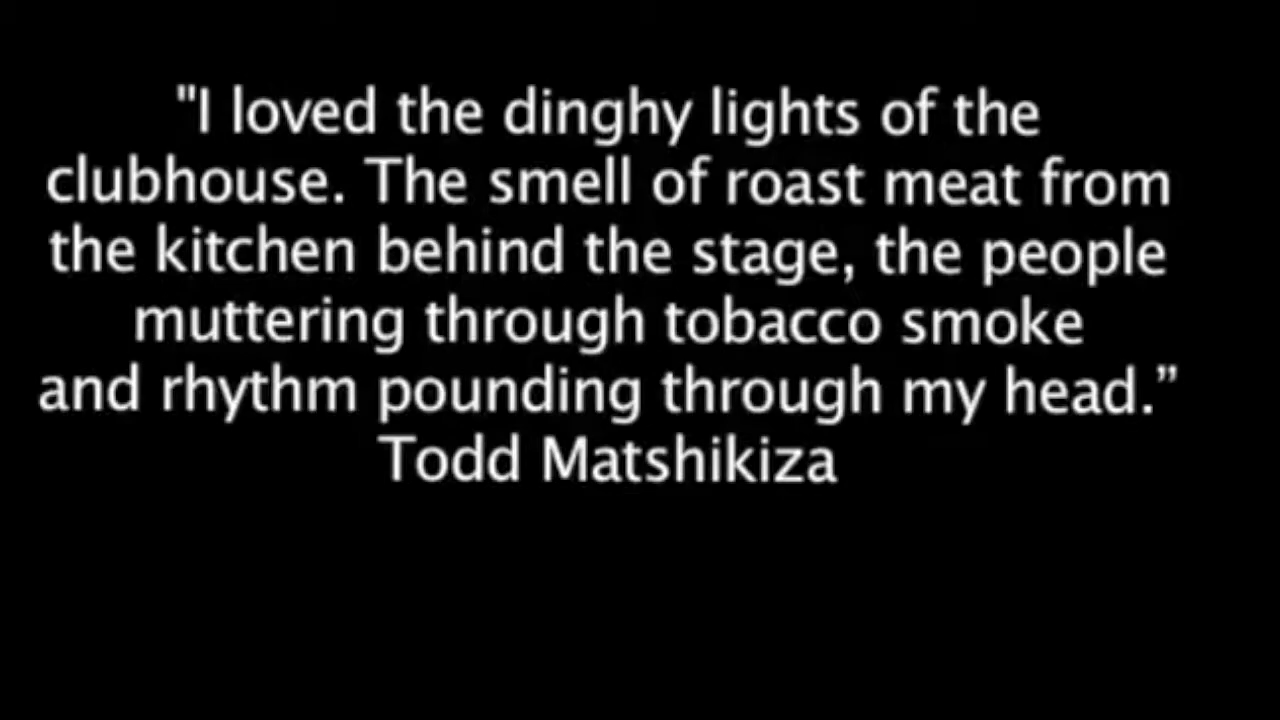 "I loved the dinghy lights of the
clubhouse. The smell of roast meat from
the kitchen behind the stage, the people
muttering through tobacco smoke
and rhythm pounding through my head.”
Todd Matshikiza